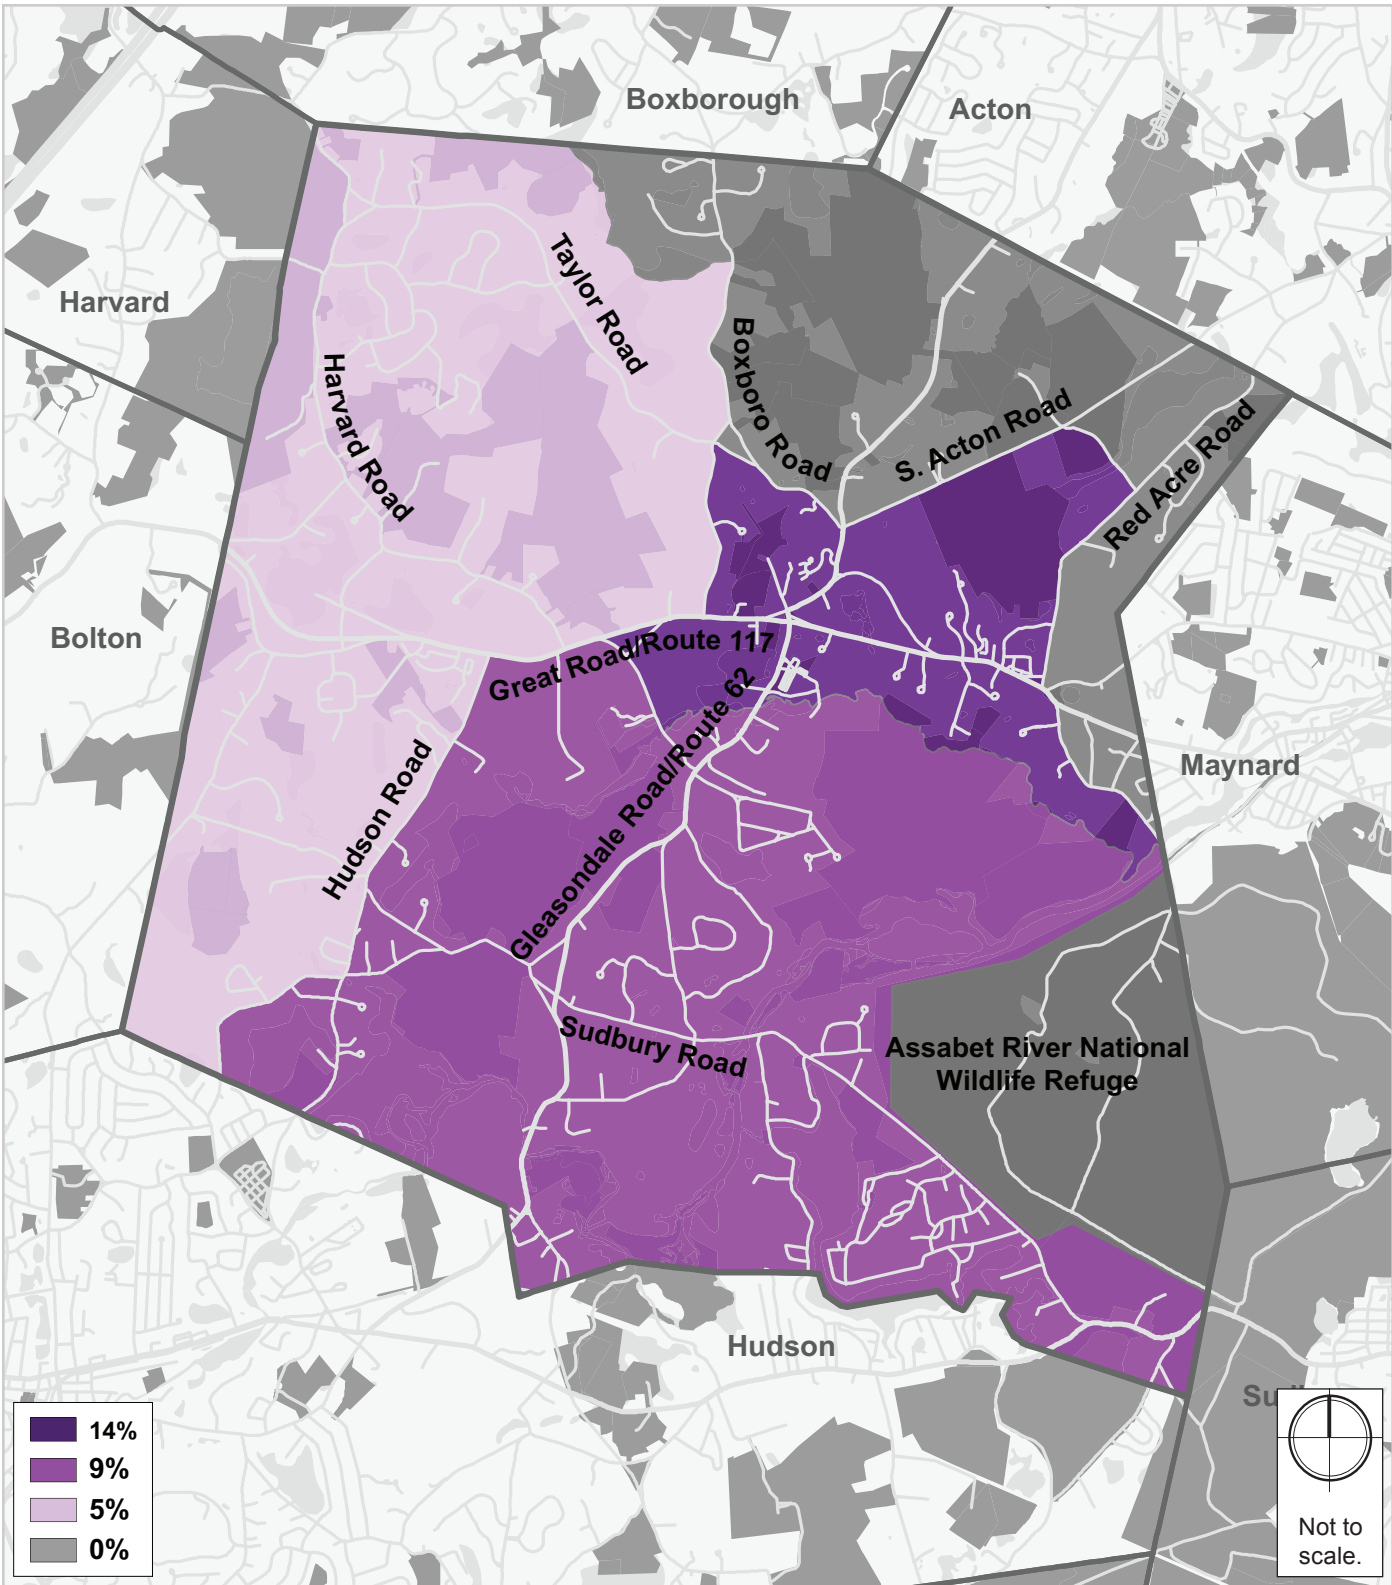 Boxborough
Acton
Harvard
Taylor Road
Boxboro Road
Harvard Road
S. Acton Road
Red Acre Road
Bolton
Great Road/Route 117
Gleasondale Road/Route 62
Hudson Road
Maynard
Sudbury Road
Assabet River National
Wildlife Refuge
Hudson
14%
9%
5%
0%
Not to
scale.